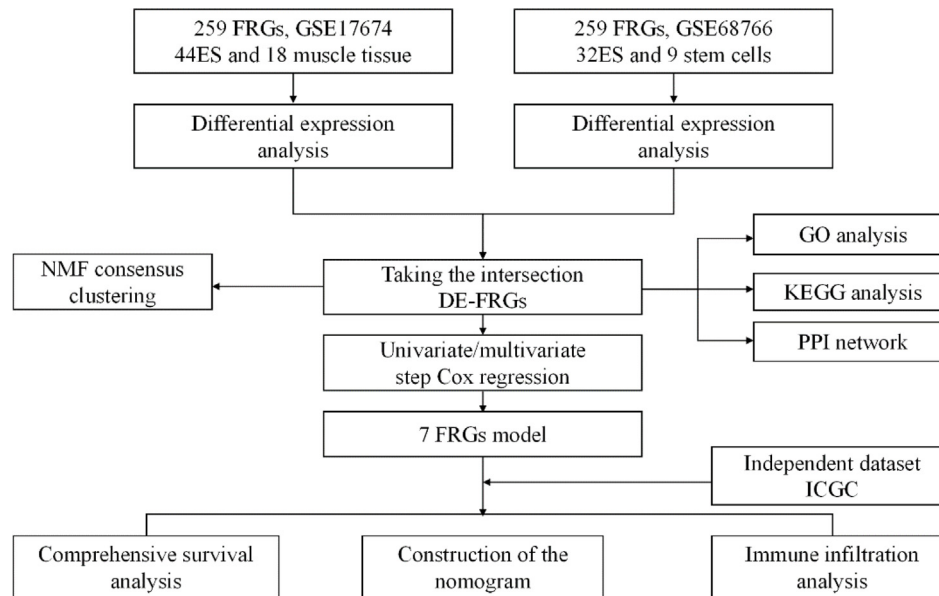 259 FRGs, GSE17674
44ES and 18 muscle tissue
259 FRGs, GSE68766
32ES and 9 stem cells
Differential expression
analysis
Differential expression
analysis
GO analysis
NMF consensus
clustering
Taking the intersection
DE-FRGs
KEGG analysis
PPI network
Univariate/multivariate
step Cox regression
7 FRGs model
Independent dataset
ICGC
Comprehensive survival
analysis
Construction of the
nomogram
Immune infiltration
analysis